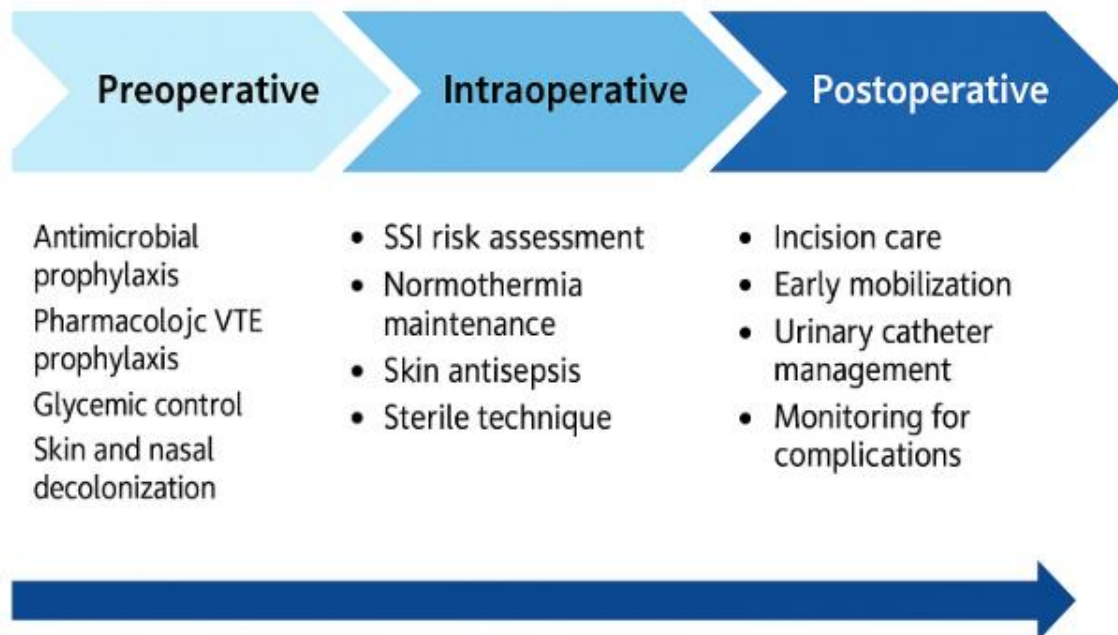 Preoperative
Intraoperative
Postoperative
Antimicrobial
prophylaxis
Pharmacolojc VTE
prophylaxis
Glycemic control
Skin and nasal
decolonization
• SSI risk assessment
• Normothermia
maintenance
• Skin antisepsis
• Sterile technique
• Incision care
• Early mobilization
• Urinary catheter
management
• Monitoring for
complications